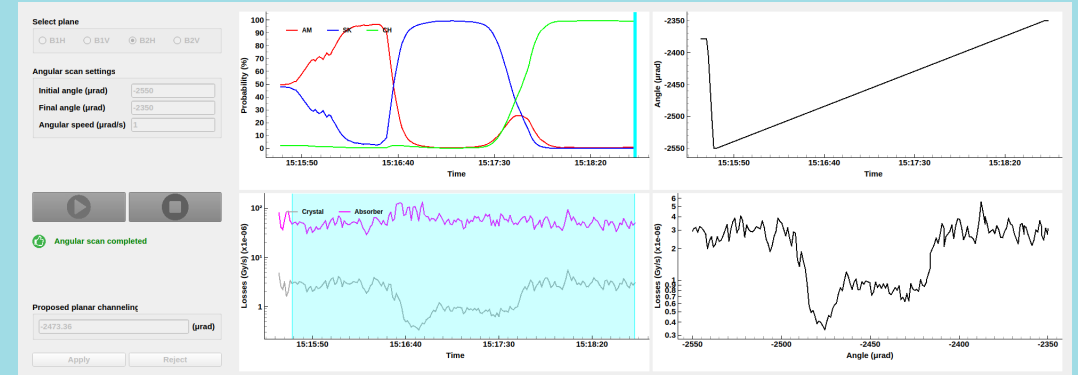 Select plane
B1H B1V B2H B2V
Angular scan settings
Initial angle (μrad) -2550
Final angle (μrad) -2350
Angular speed (μrad/s) 1
Angular scan completed
Proposed planar channeling
-2473.36 (μrad)
Apply Reject
Probability (%)
100
90
80
70
60
50
40
30
20
10
0
AM SK CH
15:15:50 15:16:40 15:17:30 15:18:20
Time
Angle (μrad)
-2350
-2400
-2450
-2500
-2550
15:15:50 15:16:40 15:17:30 15:18:20
Time
Losses (Gy/s) (x1e-06)
10²
10¹
1
Crystal Absorber
15:15:50 15:16:40 15:17:30 15:18:20
Time
Losses (Gy/s) (x1e-06)
6
5
4
3
2
1
0.9
0.8
0.7
0.6
0.5
0.4
0.3
-2550 -2500 -2450 -2400 -2350
Angle (μrad)